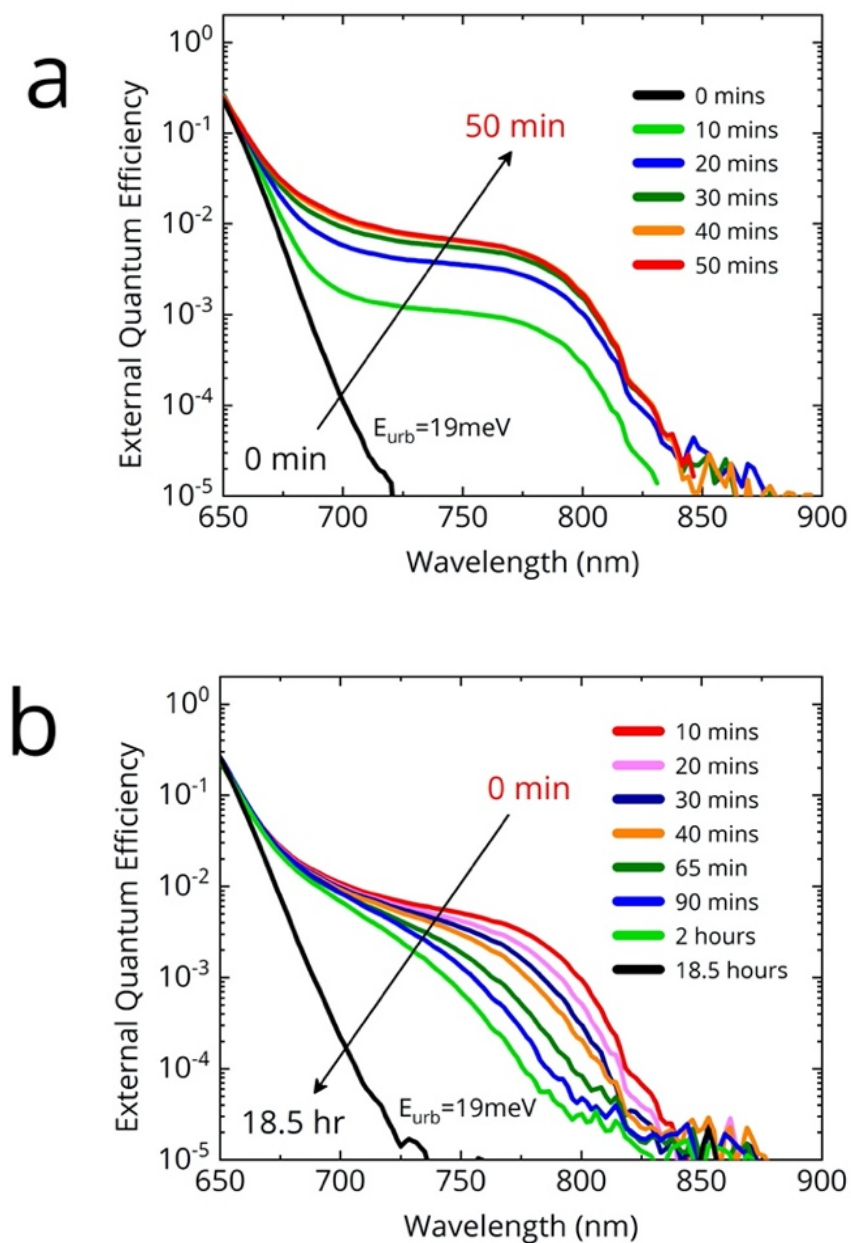 a
External Quantum Efficiency
10⁰
10⁻¹
10⁻²
10⁻³
10⁻⁴
10⁻⁵
50 min
0 min
E_urb=19meV
0 mins
10 mins
20 mins
30 mins
40 mins
50 mins
650 700 750 800 850 900
Wavelength (nm)
b
External Quantum Efficiency
10⁰
10⁻¹
10⁻²
10⁻³
10⁻⁴
10⁻⁵
0 min
18.5 hr
E_urb=19meV
10 mins
20 mins
30 mins
40 mins
65 min
90 mins
2 hours
18.5 hours
650 700 750 800 850 900
Wavelength (nm)